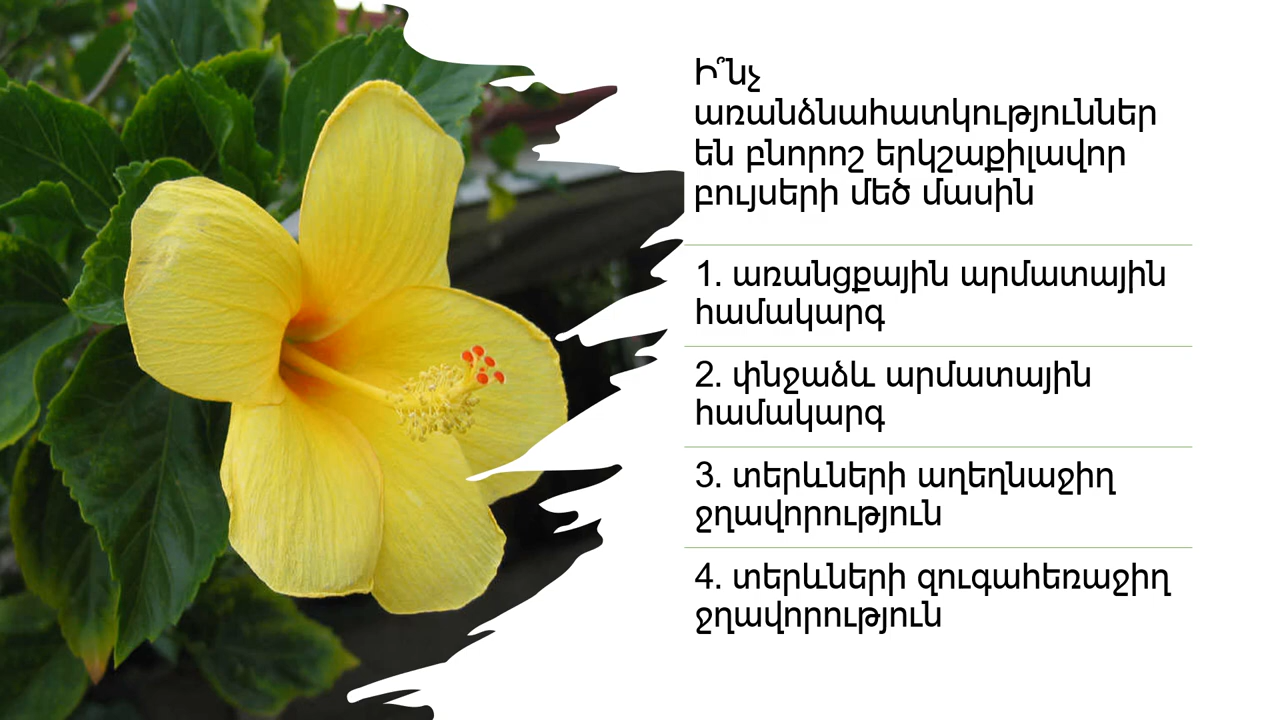 Ի՞նչ
առանձնահատկություններ
են բնորոշ երկշաքիլավոր
բույսերի մեծ մասին
1. առանցքային արմատային
համակարգ
2. փնջաձև արմատային
համակարգ
3. տերևների աղեղնաջիղ
ջղավորություն
4. տերևների զուգահեռաջիղ
ջղավորություն